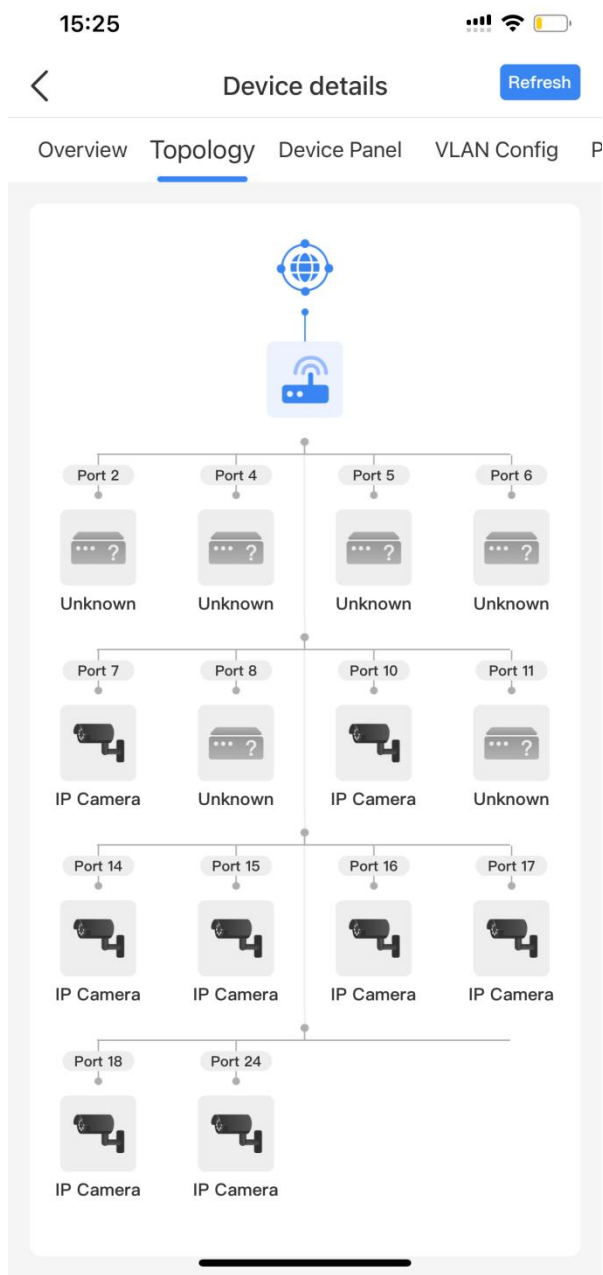 15:25
Device details
Refresh
Overview Topology Device Panel VLAN Config P
Port 2 Port 4 Port 5 Port 6
? ? ? ?
Unknown Unknown Unknown Unknown
Port 7 Port 8 Port 10 Port 11
? ?
IP Camera Unknown IP Camera Unknown
Port 14 Port 15 Port 16 Port 17
IP Camera IP Camera IP Camera IP Camera
Port 18 Port 24
IP Camera IP Camera